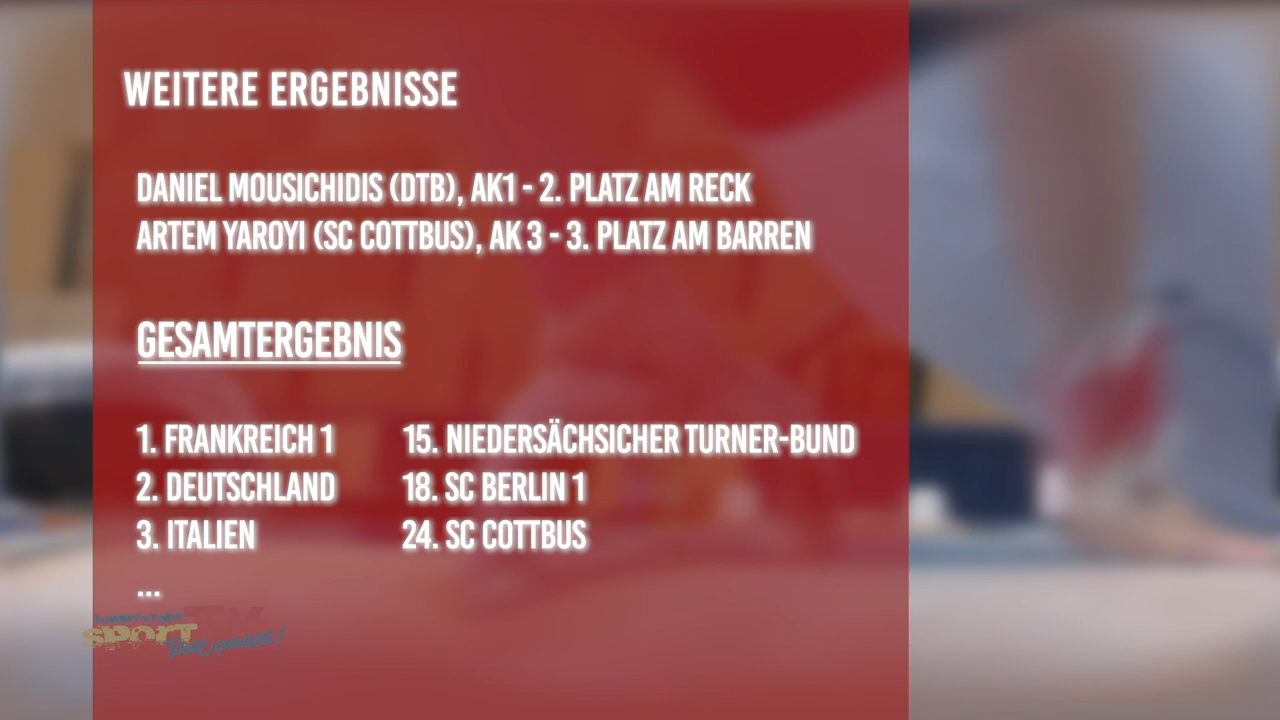 WEITERE ERGEBNISSE
DANIEL MOUSICHIDIS (DTB), AK1 - 2. PLATZ AM RECK
ARTEM YAROYI (SC COTTBUS), AK 3 - 3. PLATZ AM BARREN
GESAMTERGEBNIS
1. FRANKREICH 1
2. DEUTSCHLAND
3. ITALIEN
...
15. NIEDERSÄCHSICHER TURNER-BUND
18. SC BERLIN 1
24. SC COTTBUS
SPORT TV